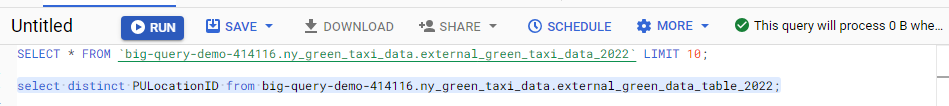 Untitled
RUN
SAVE
DOWNLOAD
SHARE
SCHEDULE
MORE
This query will process 0 B whe...
SELECT * FROM `big-query-demo-414116.ny_green_taxi_data.external_green_taxi_data_2022` LIMIT 10;
select distinct PULocationID from big-query-demo-414116.ny_green_taxi_data.external_green_data_table_2022;